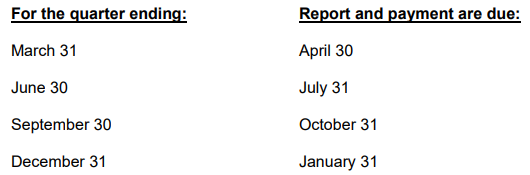 For the quarter ending: Report and payment are due:
March 31 April 30
June 30 July 31
September 30 October 31
December 31 January 31